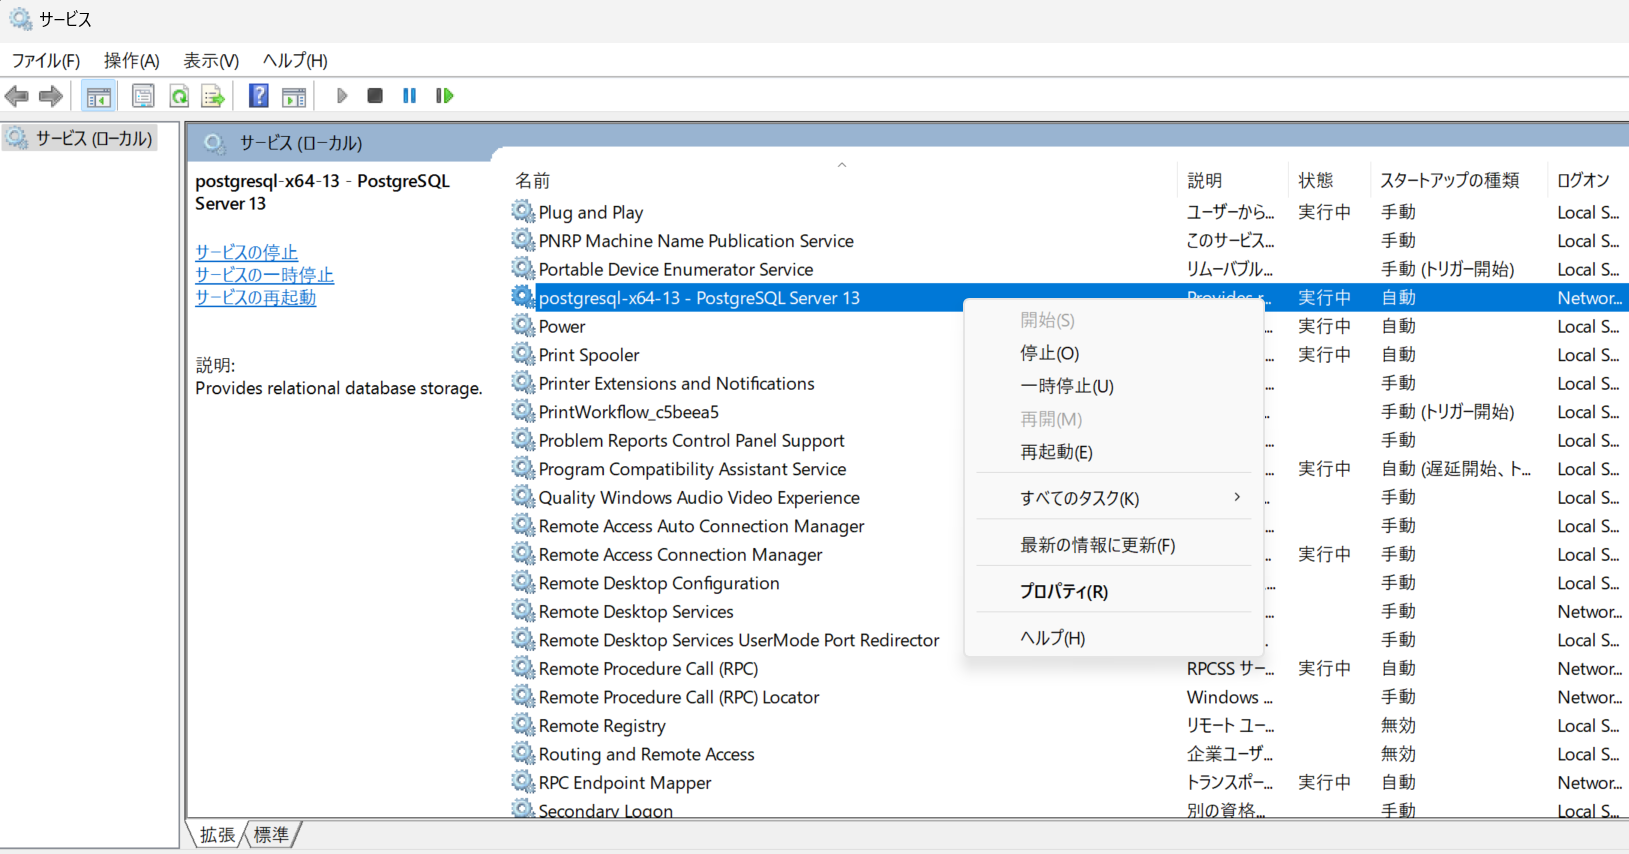 サービス
ファイル(F) 操作(A) 表示(V) ヘルプ(H)
サービス (ローカル)
サービス (ローカル)
postgresql-x64-13 - PostgreSQL
Server 13
サービスの停止
サービスの一時停止
サービスの再起動
説明:
Provides relational database storage.
名前 説明 状態 スタートアップの種類 ログオン
Plug and Play ユーザーから... 実行中 手動 Local S...
PNRP Machine Name Publication Service このサービス... 手動 Local S...
Portable Device Enumerator Service リムーバブル... 手動 (トリガー開始) Local S...
postgresql-x64-13 - PostgreSQL Server 13 Provides r... 実行中 自動 Networ...
Power ... 実行中 自動 Local S...
Print Spooler ... 実行中 自動 Local S...
Printer Extensions and Notifications ... 手動 Local S...
PrintWorkflow_c5beea5 ... 手動 (トリガー開始) Local S...
Problem Reports Control Panel Support ... 手動 Local S...
Program Compatibility Assistant Service ... 実行中 自動 (遅延開始、ト... Local S...
Quality Windows Audio Video Experience ... 手動 Local S...
Remote Access Auto Connection Manager ... 手動 Local S...
Remote Access Connection Manager ... 実行中 手動 Local S...
Remote Desktop Configuration ... 手動 Local S...
Remote Desktop Services ... 手動 Networ...
Remote Desktop Services UserMode Port Redirector ... 手動 Local S...
Remote Procedure Call (RPC) RPCSS サー... 実行中 自動 Networ...
Remote Procedure Call (RPC) Locator Windows ... 手動 Networ...
Remote Registry リモート ユー... 無効 Local S...
Routing and Remote Access 企業ユーザ... 無効 Local S...
RPC Endpoint Mapper トランスポー... 実行中 自動 Networ...
Secondary Logon 別の資格... 手動 Local S...
開始(S)
停止(O)
一時停止(U)
再開(M)
再起動(E)
すべてのタスク(K)
最新の情報に更新(F)
プロパティ(R)
ヘルプ(H)
拡張 標準